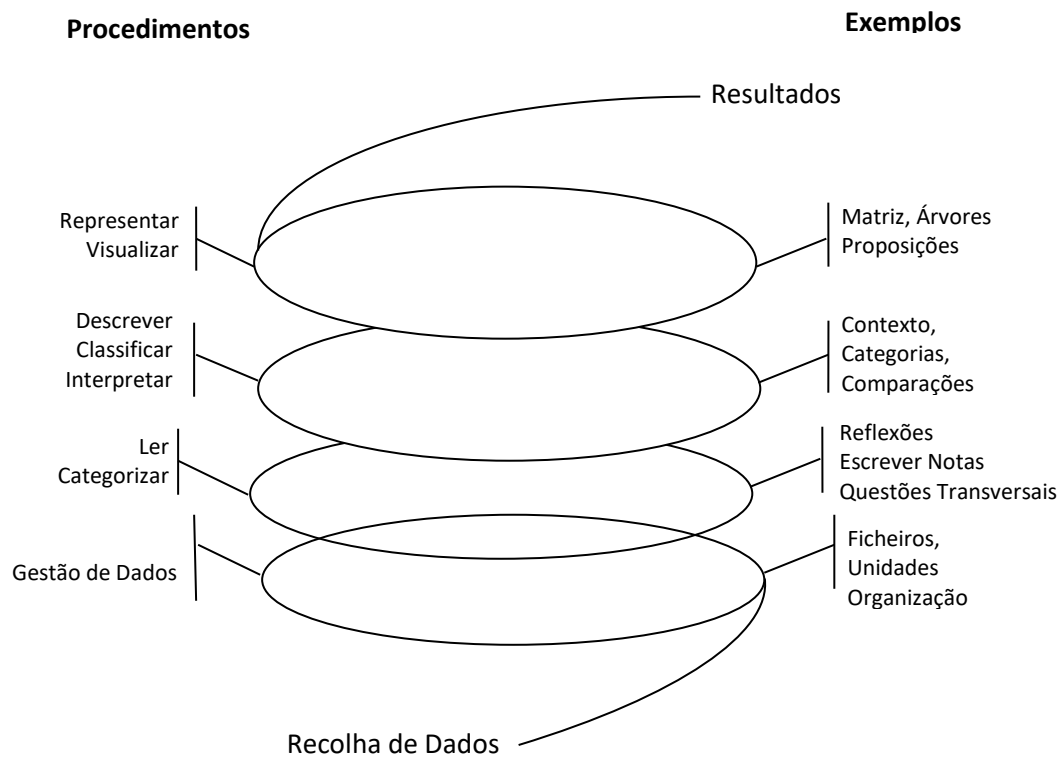 Procedimentos
Exemplos
Resultados
Representar
Visualizar
Matriz, Árvores
Proposições
Descrever
Classificar
Interpretar
Contexto,
Categorias,
Comparações
Ler
Categorizar
Reflexões
Escrever Notas
Questões Transversais
Gestão de Dados
Ficheiros,
Unidades
Organização
Recolha de Dados